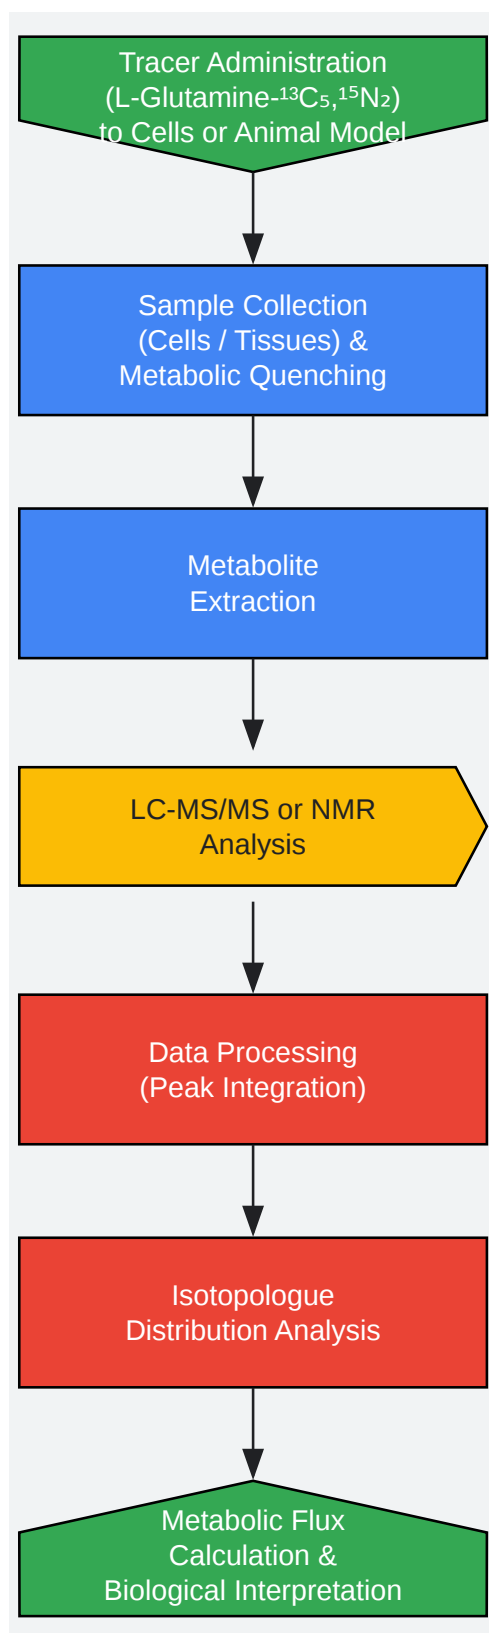 Tracer Administration
(L-Glutamine-¹³C₅,¹⁵N₂)
to Cells or Animal Model
Sample Collection
(Cells / Tissues) &
Metabolic Quenching
Metabolite
Extraction
LC-MS/MS or NMR
Analysis
Data Processing
(Peak Integration)
Isotopologue
Distribution Analysis
Metabolic Flux
Calculation &
Biological Interpretation